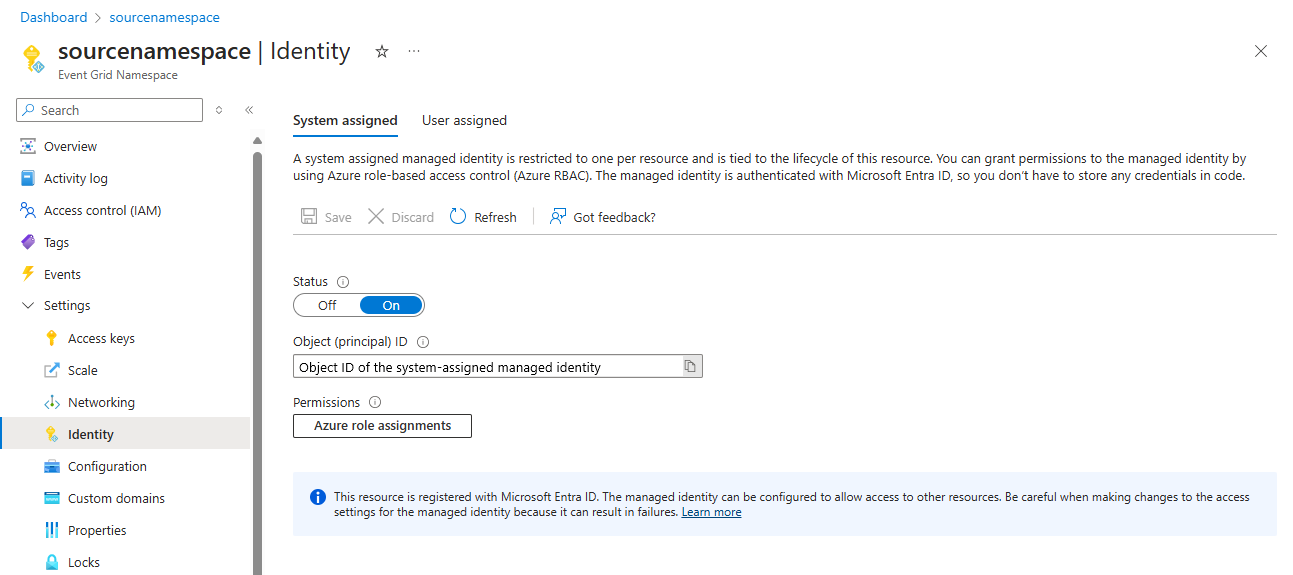 Dashboard > sourcenamespace
sourcenamespace | Identity ☆ ...
Event Grid Namespace
Search
Overview
Activity log
Access control (IAM)
Tags
Events
Settings
Access keys
Scale
Networking
Identity
Configuration
Custom domains
Properties
Locks
System assigned User assigned
A system assigned managed identity is restricted to one per resource and is tied to the lifecycle of this resource. You can grant permissions to the managed identity by
using Azure role-based access control (Azure RBAC). The managed identity is authenticated with Microsoft Entra ID, so you don't have to store any credentials in code.
Save Discard Refresh Got feedback?
Status
Off On
Object (principal) ID
Object ID of the system-assigned managed identity
Permissions
Azure role assignments
This resource is registered with Microsoft Entra ID. The managed identity can be configured to allow access to other resources. Be careful when making changes to the access
settings for the managed identity because it can result in failures. Learn more